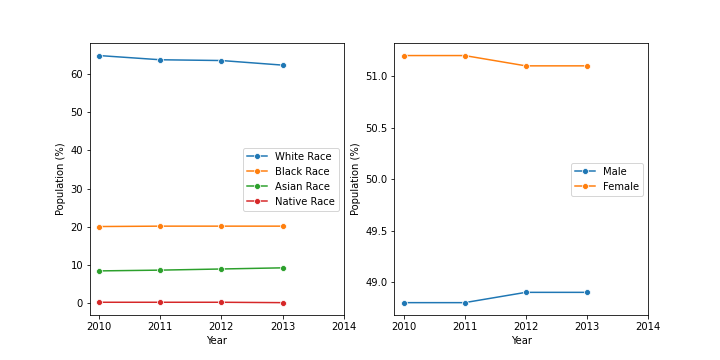 Population (%)
60
50
40
30
20
10
0
2010 2011 2012 2013 2014
Year
White Race
Black Race
Asian Race
Native Race
Population (%)
51.0
50.5
50.0
49.5
49.0
2010 2011 2012 2013 2014
Year
Male
Female